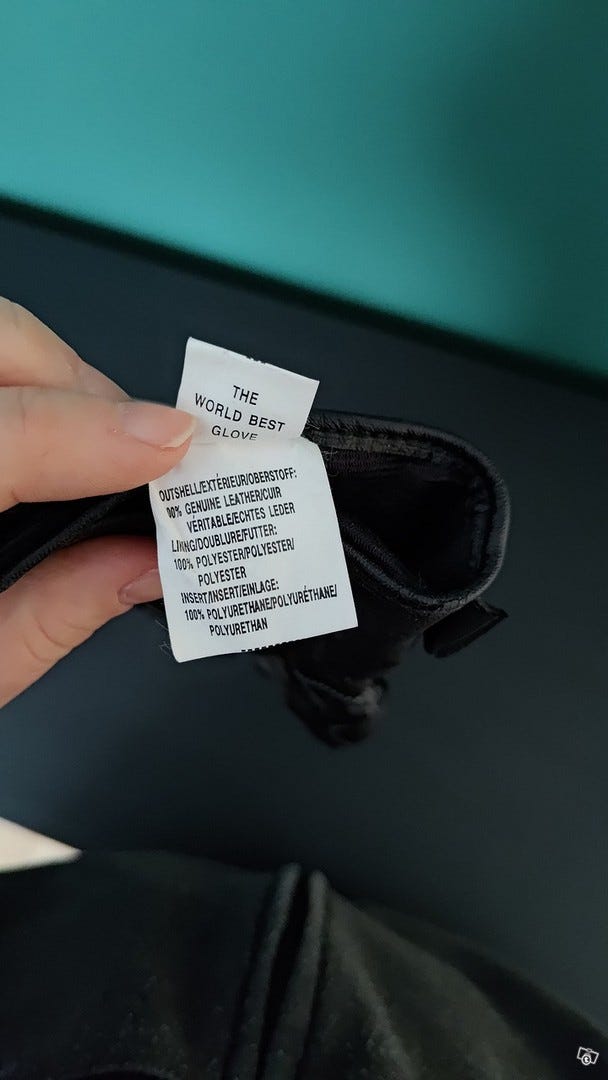 THE
WORLD BEST
GLOVE
OUTSHELL/EXTÉRIEUR/OBERSTOFF:
00% GENUINE LEATHER/CUIR
VÉRITABLE/ECHTES LEDER
LINING/DOUBLURE/FUTTER:
100% POLYESTER/POLYESTER/
POLYESTER
INSERT/INSERT/EINLAGE:
100% POLYURETHANE/POLYURÉTHANE/
POLYURETHAN